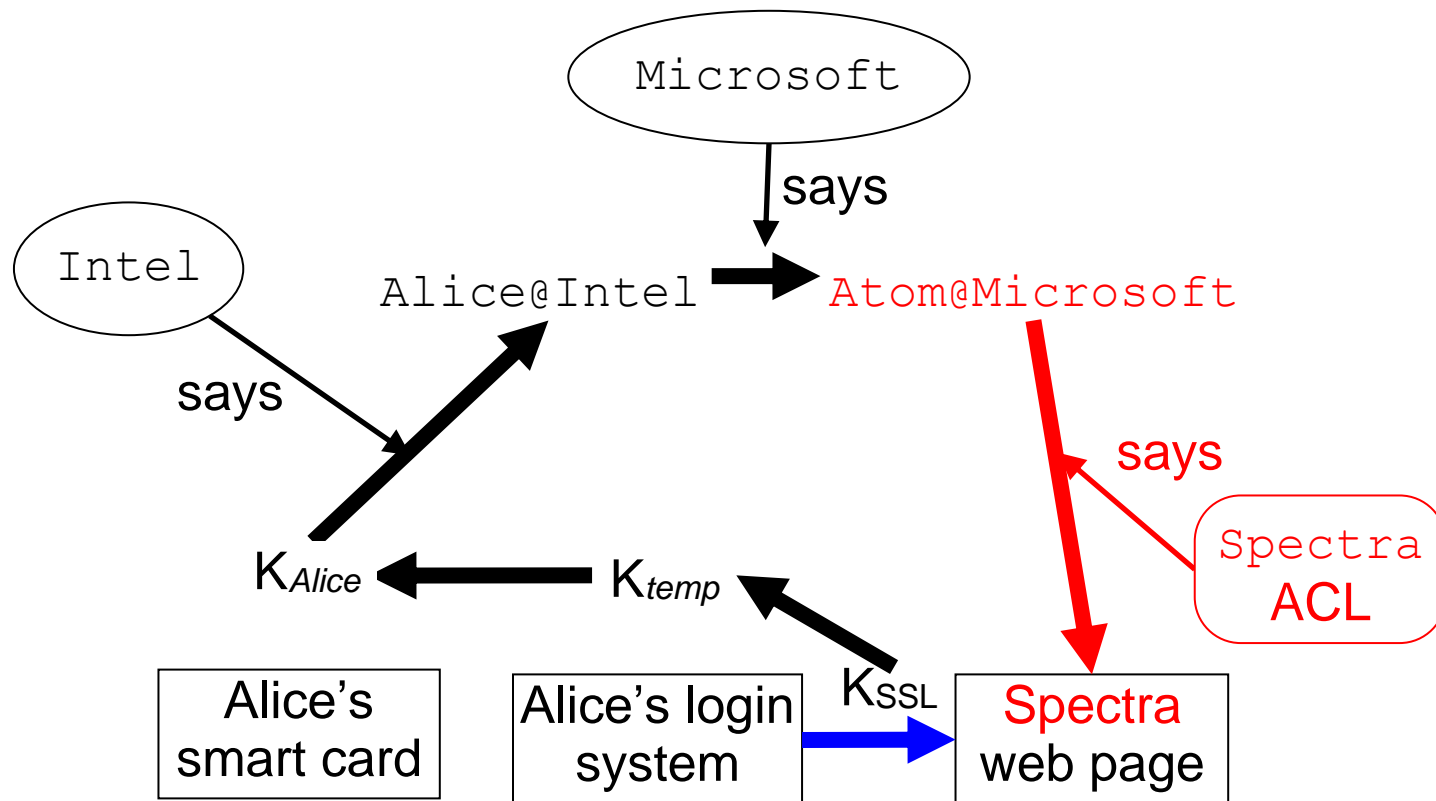 Microsoft
says
Intel
Alice@Intel
Atom@Microsoft
says
says
Spectra
ACL
KAlice
Ktemp
KSSL
Alice’s
smart card
Alice’s login
system
Spectra
web page